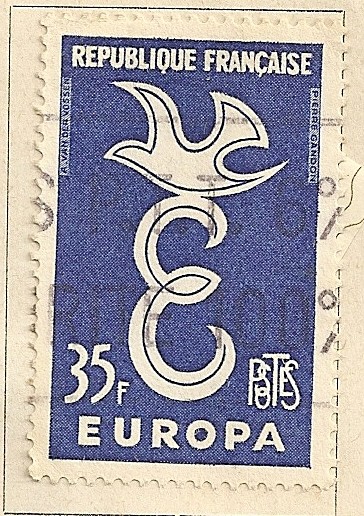 REPUBLIQUE FRANÇAISE
A. VAN DER VOSSEN
PIERRE GANDON
E
35F
POSTES
EUROPA